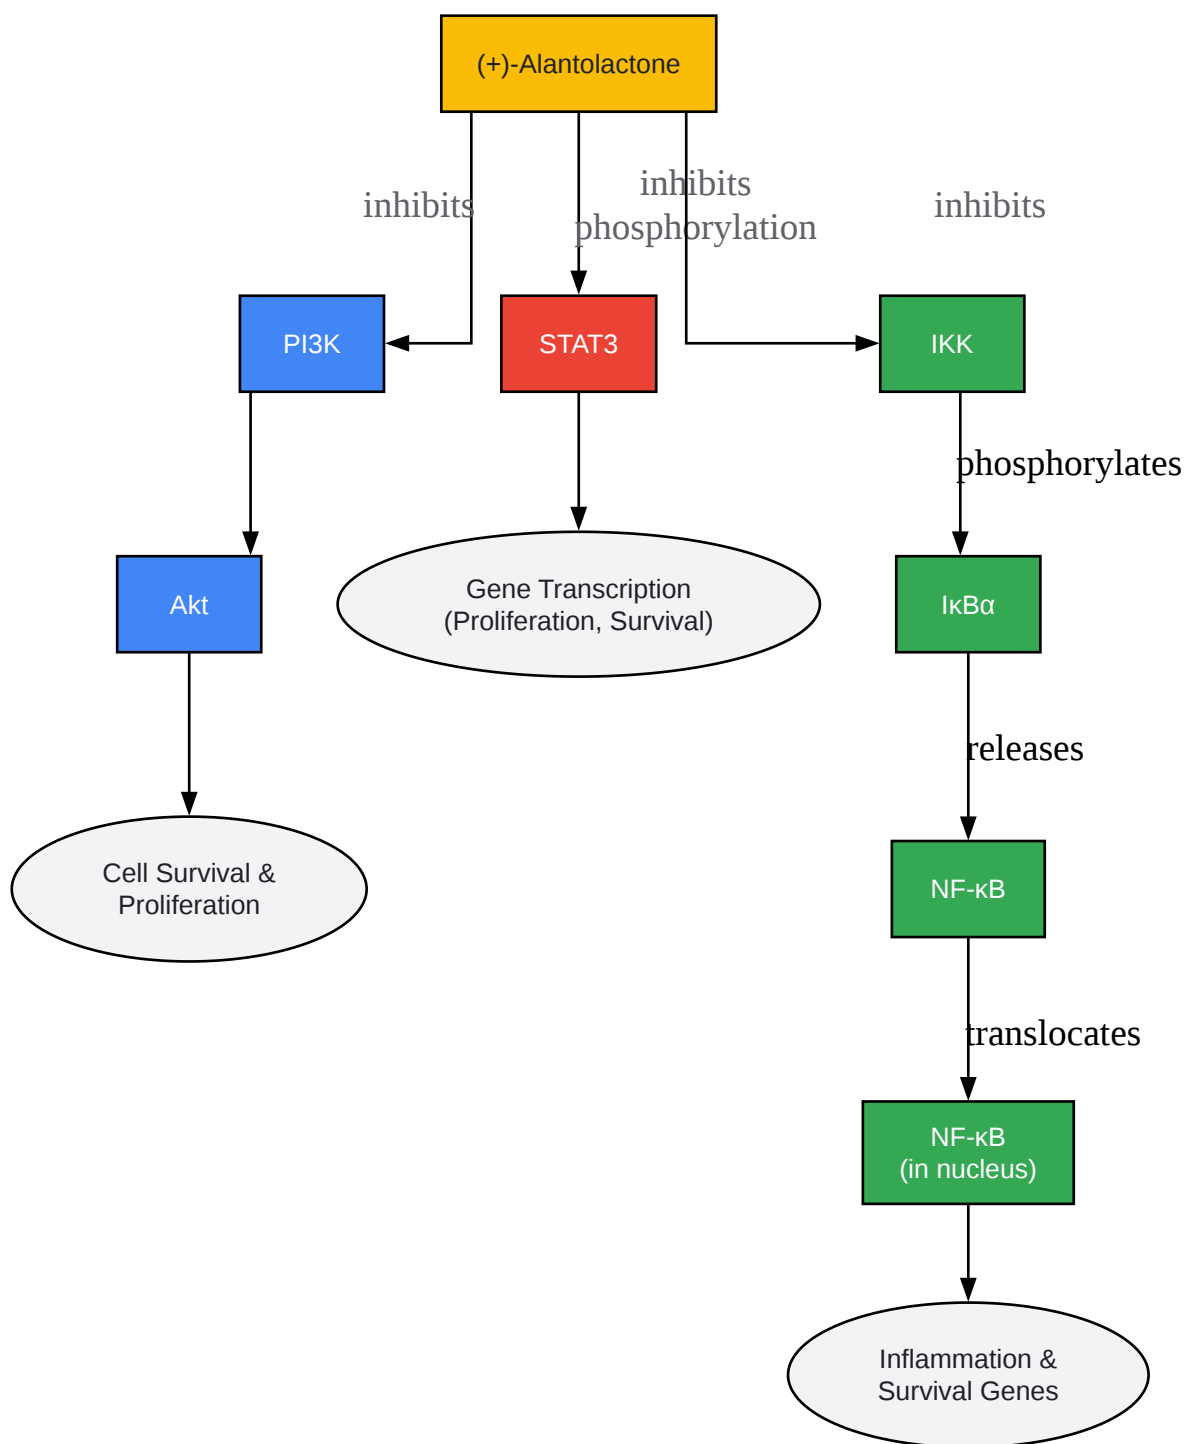 (+)-Alantolactone
inhibits
inhibits
phosphorylation
inhibits
PI3K
STAT3
IKK
phosphorylates
Akt
Gene Transcription
(Proliferation, Survival)
IκBα
releases
Cell Survival &
Proliferation
NF-κB
translocates
NF-κB
(in nucleus)
Inflammation &
Survival Genes